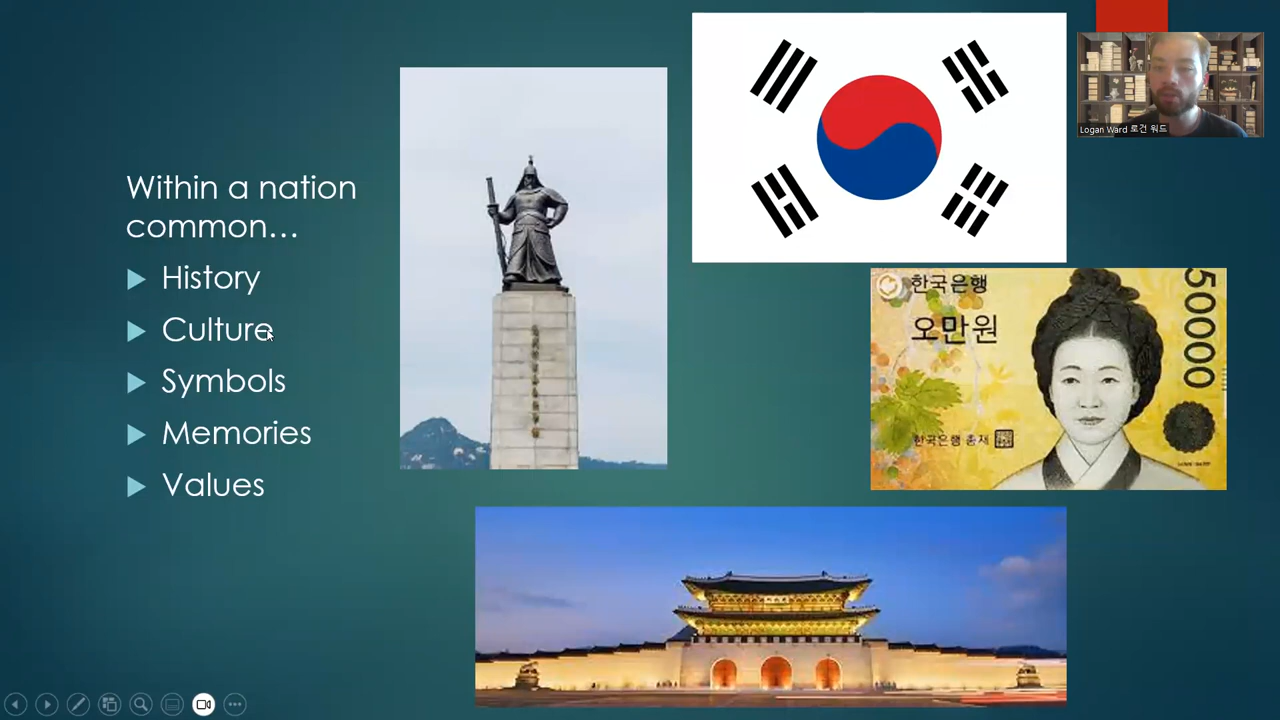 Within a nation
common…
History
Culture
Symbols
Memories
Values
한국은행
오만원
50000
한국은행 총재
Logan Ward 로건 워드